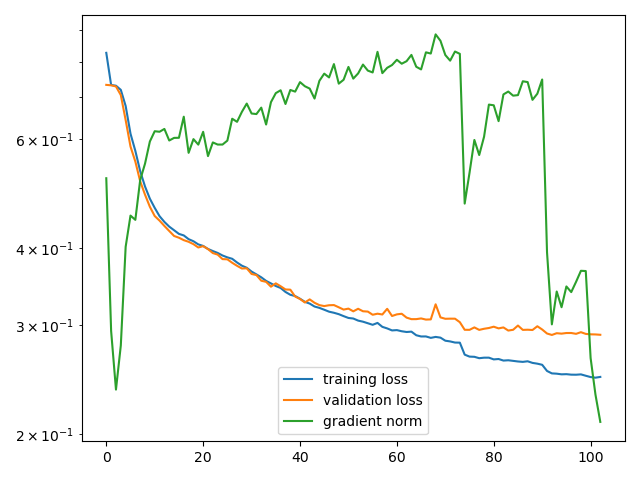 6 × 10⁻¹
4 × 10⁻¹
3 × 10⁻¹
2 × 10⁻¹
training loss
validation loss
gradient norm
0 20 40 60 80 100